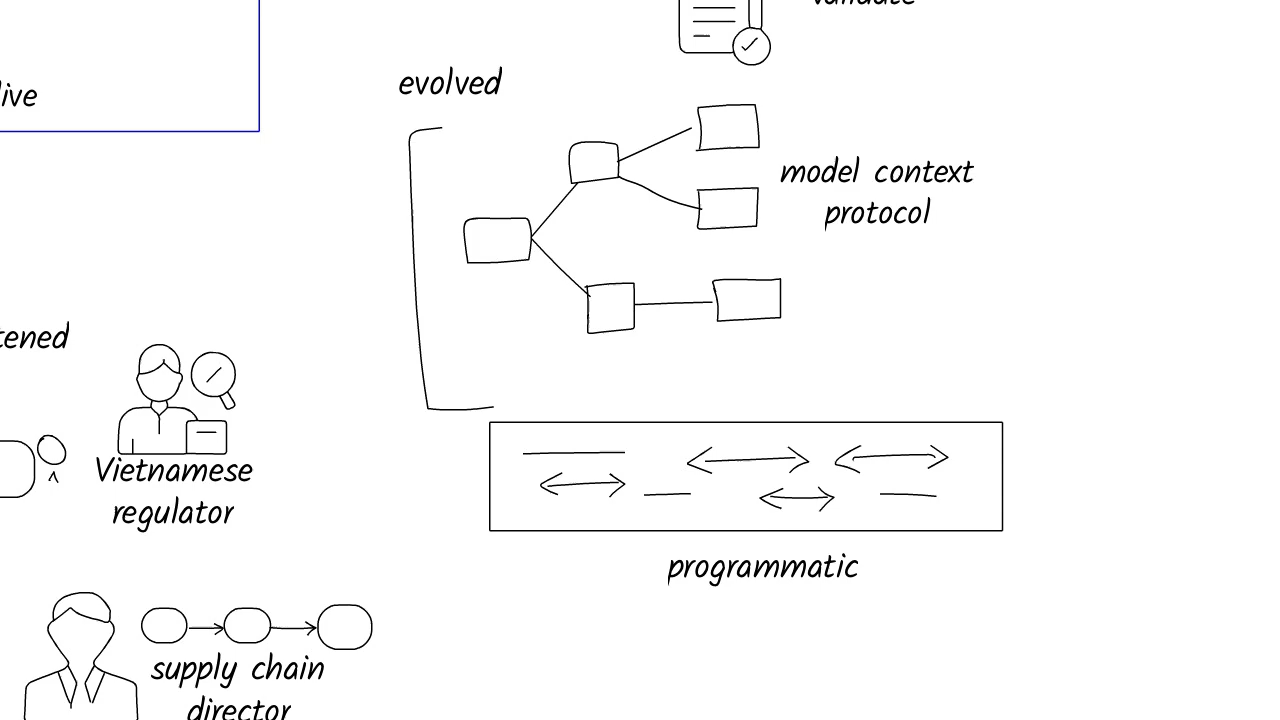 evolved
model context
protocol
Vietnamese
regulator
programmatic
supply chain
director